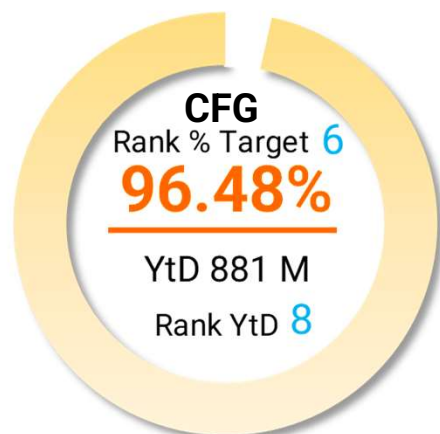 CFG
Rank % Target 6
96.48%
YtD 881 M
Rank YtD 8